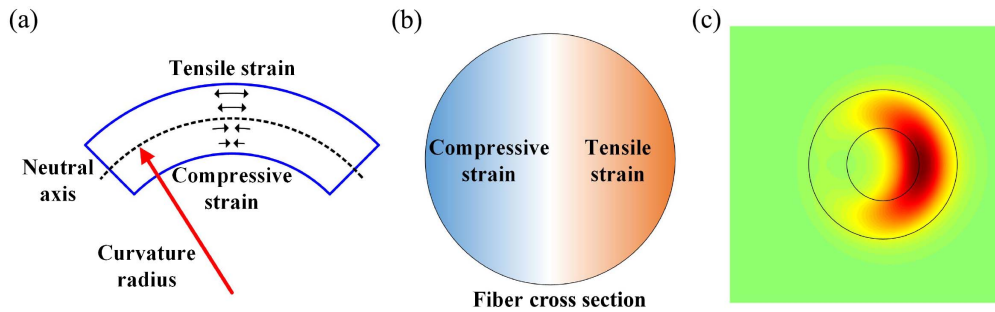 (a)
Tensile strain
Neutral
axis
Compressive
strain
Curvature
radius
(b)
Compressive
strain
Tensile
strain
Fiber cross section
(c)